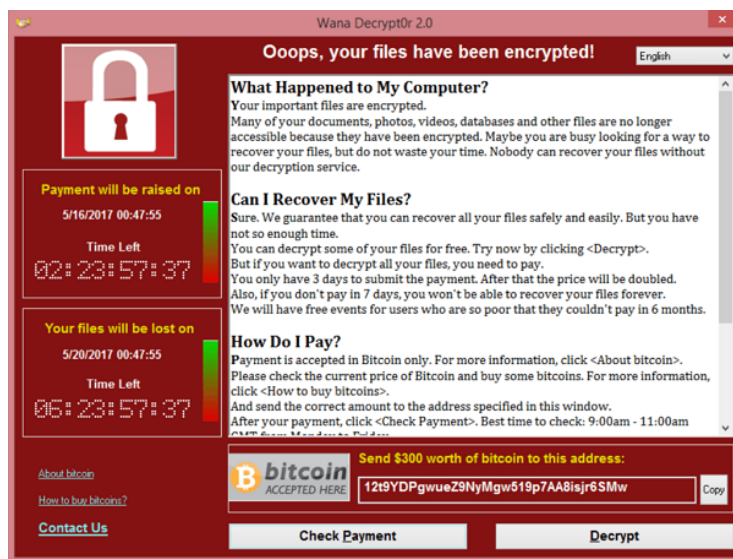 Wana Decrypt0r 2.0
Ooops, your files have been encrypted!
English
What Happened to My Computer?
Your important files are encrypted.
Many of your documents, photos, videos, databases and other files are no longer
accessible because they have been encrypted. Maybe you are busy looking for a way to
recover your files, but do not waste your time. Nobody can recover your files without
our decryption service.
Can I Recover My Files?
Sure. We guarantee that you can recover all your files safely and easily. But you have
not so enough time.
You can decrypt some of your files for free. Try now by clicking <Decrypt>.
But if you want to decrypt all your files, you need to pay.
You only have 3 days to submit the payment. After that the price will be doubled.
Also, if you don't pay in 7 days, you won't be able to recover your files forever.
We will have free events for users who are so poor that they couldn't pay in 6 months.
How Do I Pay?
Payment is accepted in Bitcoin only. For more information, click <About bitcoin>.
Please check the current price of Bitcoin and buy some bitcoins. For more information,
click <How to buy bitcoins>.
And send the correct amount to the address specified in this window.
After your payment, click <Check Payment>. Best time to check: 9:00am - 11:00am
GMT from Monday to Friday.
Payment will be raised on
5/16/2017 00:47:55
Time Left
02:23:57:37
Your files will be lost on
5/20/2017 00:47:55
Time Left
06:23:57:37
About bitcoin
How to buy bitcoins?
Contact Us
bitcoin
ACCEPTED HERE
Send $300 worth of bitcoin to this address:
12t9YDPgwueZ9NyMgw519p7AA8isjr6SMw
Copy
Check Payment
Decrypt